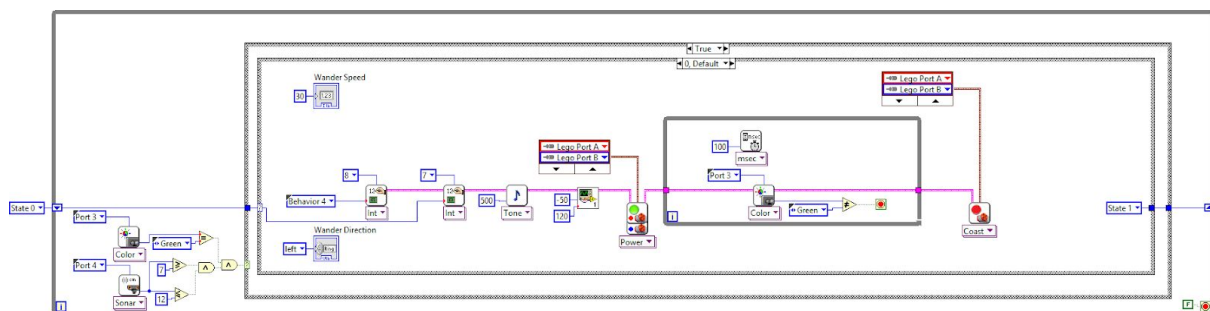 True
0, Default
Wander Speed
30
123
Lego Port A
Lego Port B
Lego Port A
Lego Port B
100
msec
Port 3
8
7
Behavior 4
Int
Int
500
Tone
-50
120
Power
Color
Green
i
Coast
State 0
State 1
Port 3
Color
Green
Port 4
7
12
Sonar
Wander Direction
left
i
F